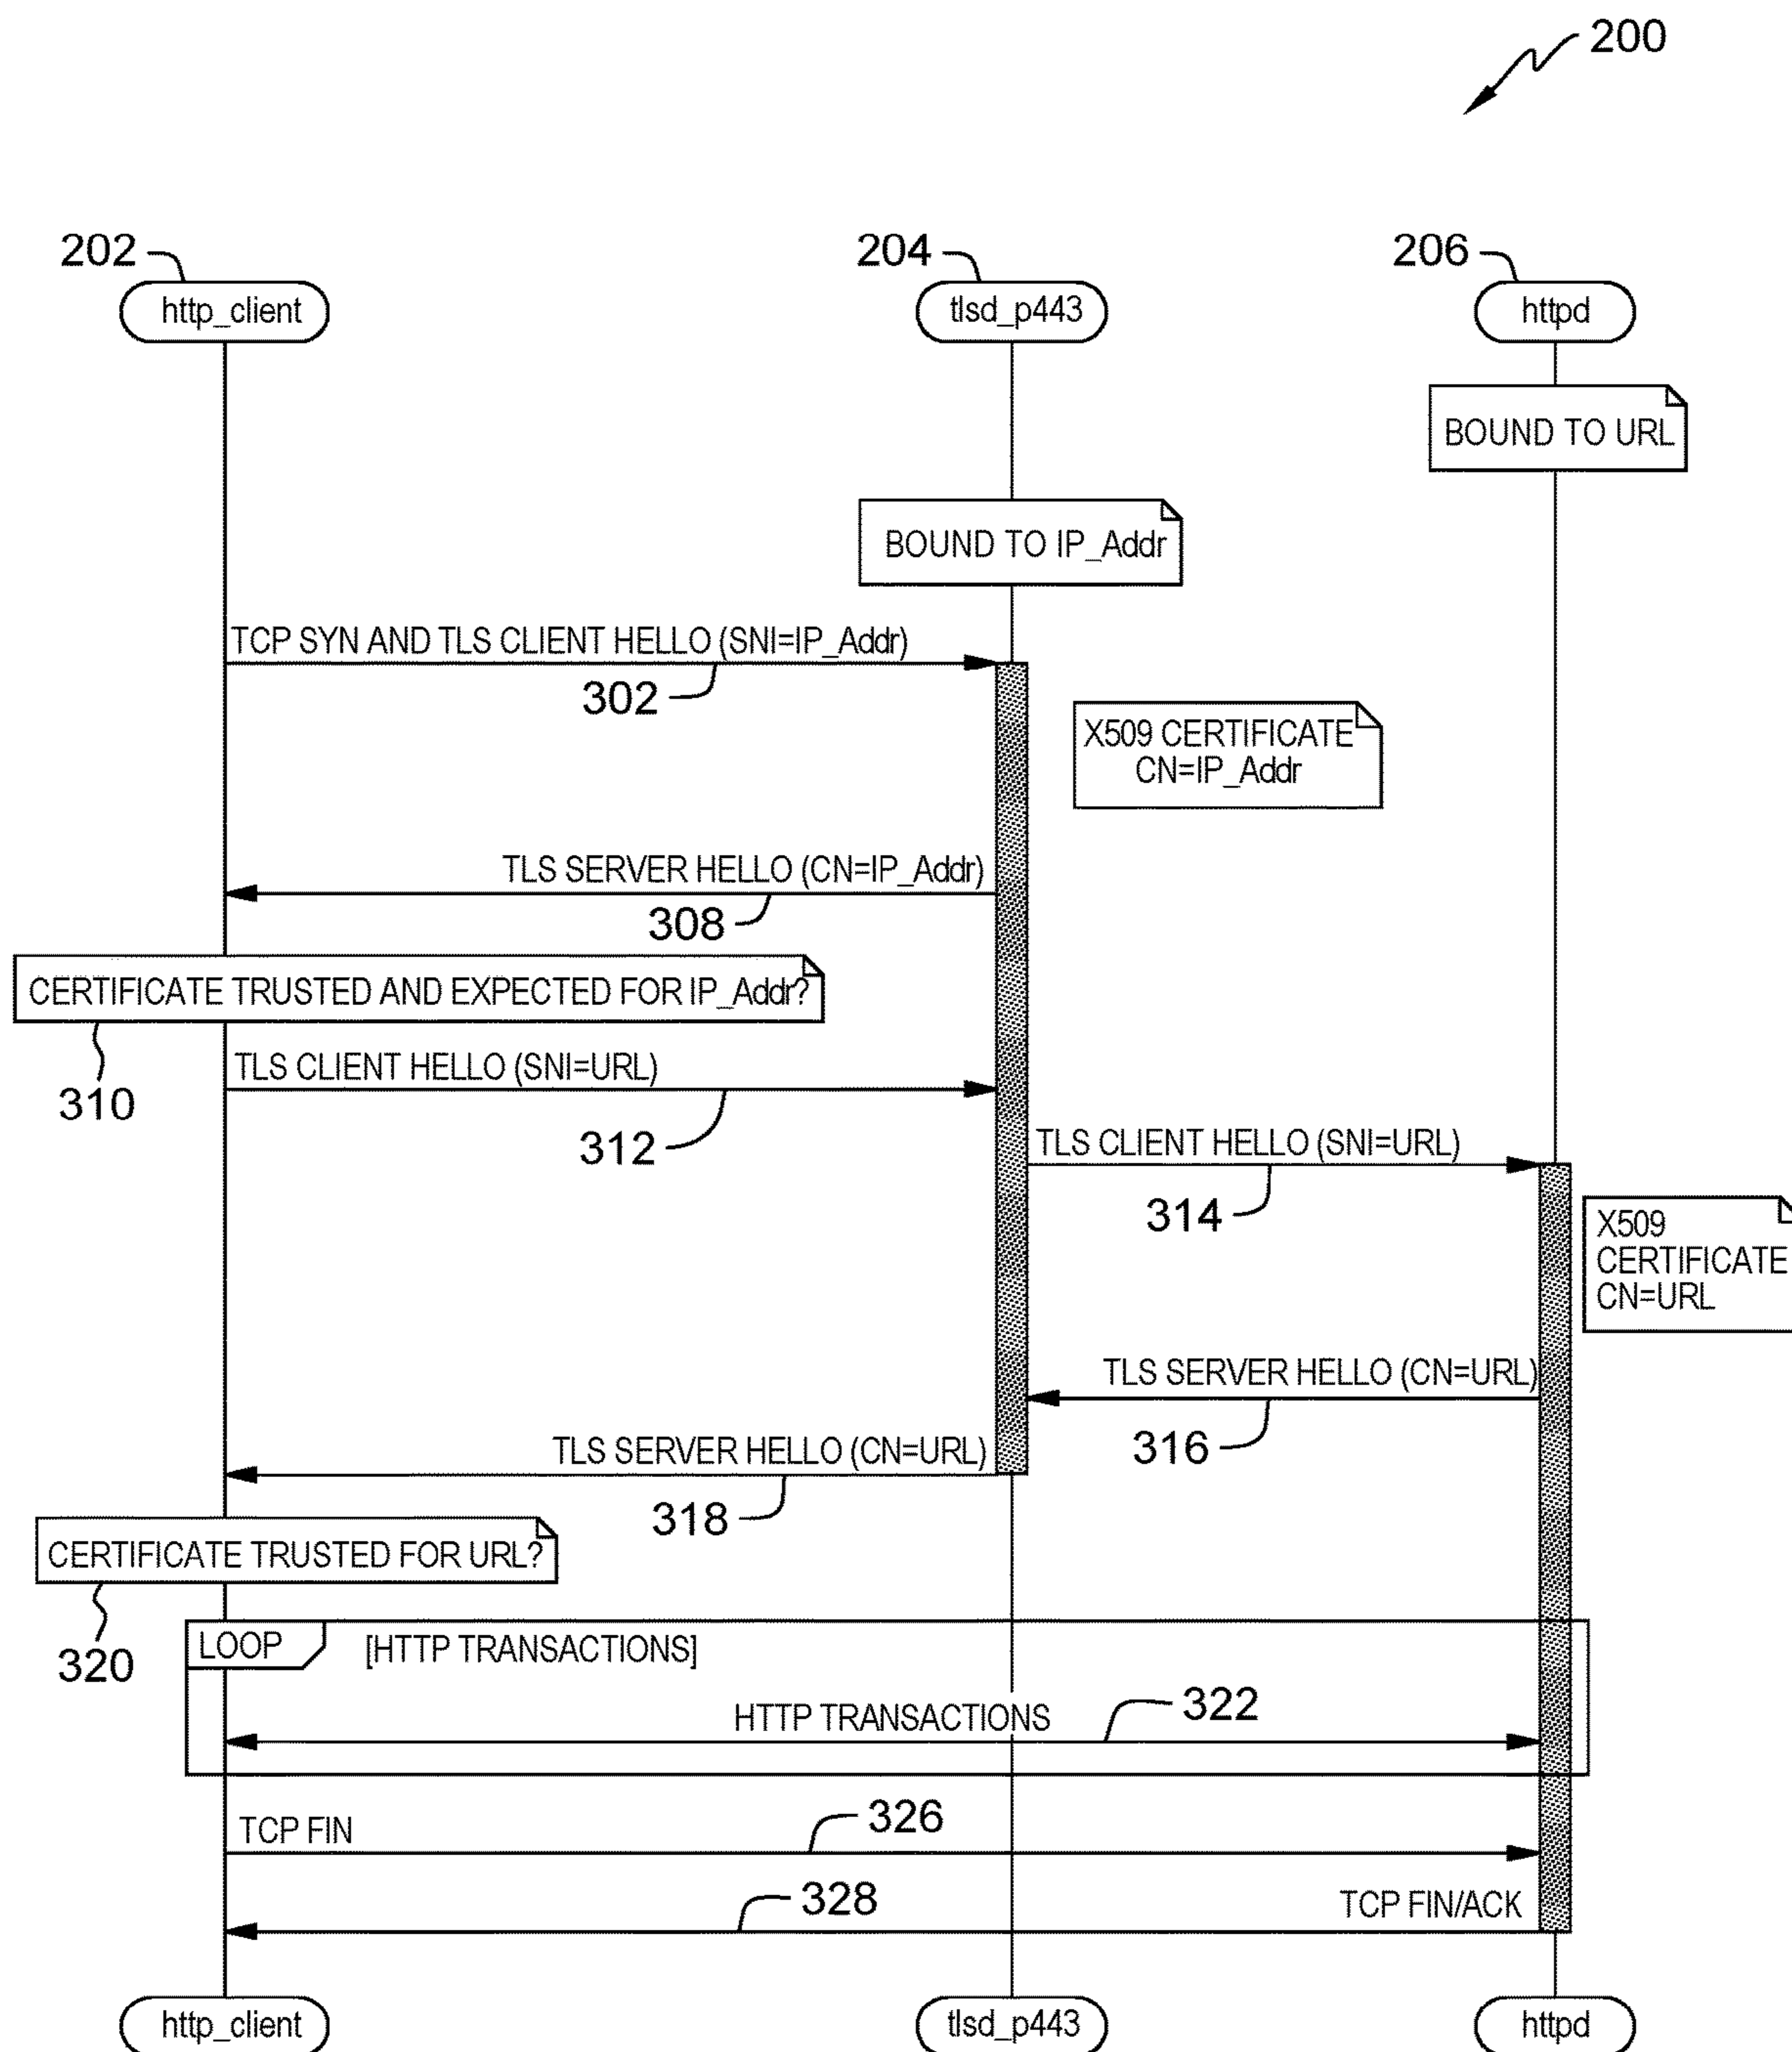 200
202
204
206
http_client
tlsd_p443
httpd
BOUND TO URL
BOUND TO IP_Addr
TCP SYN AND TLS CLIENT HELLO (SNI=IP_Addr)
302
X509 CERTIFICATE
CN=IP_Addr
TLS SERVER HELLO (CN=IP_Addr)
308
CERTIFICATE TRUSTED AND EXPECTED FOR IP_Addr?
310
TLS CLIENT HELLO (SNI=URL)
312
TLS CLIENT HELLO (SNI=URL)
314
X509
CERTIFICATE
CN=URL
TLS SERVER HELLO (CN=URL)
316
TLS SERVER HELLO (CN=URL)
318
CERTIFICATE TRUSTED FOR URL?
320
LOOP
[HTTP TRANSACTIONS]
HTTP TRANSACTIONS
322
TCP FIN
326
328
TCP FIN/ACK
http_client
tlsd_p443
httpd